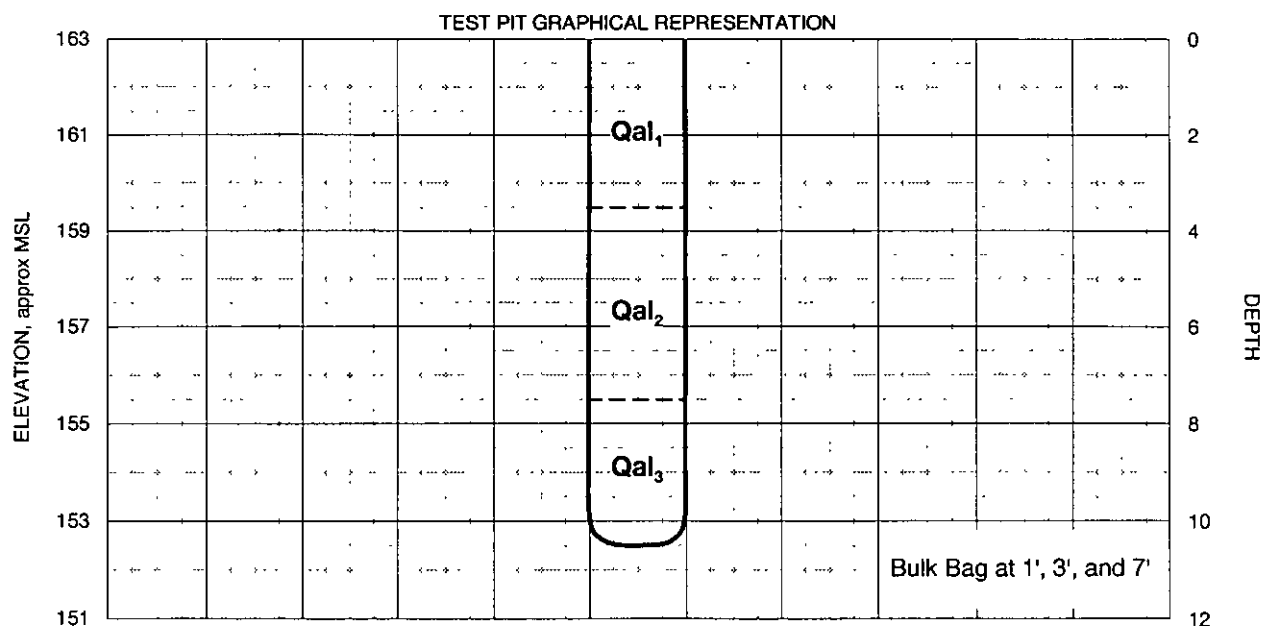 TEST PIT GRAPHICAL REPRESENTATION
163
161
159
157
155
153
151
ELEVATION, approx MSL
Qal₁
Qal₂
Qal₃
Bulk Bag at 1', 3', and 7'
0
2
4
6
8
10
12
DEPTH